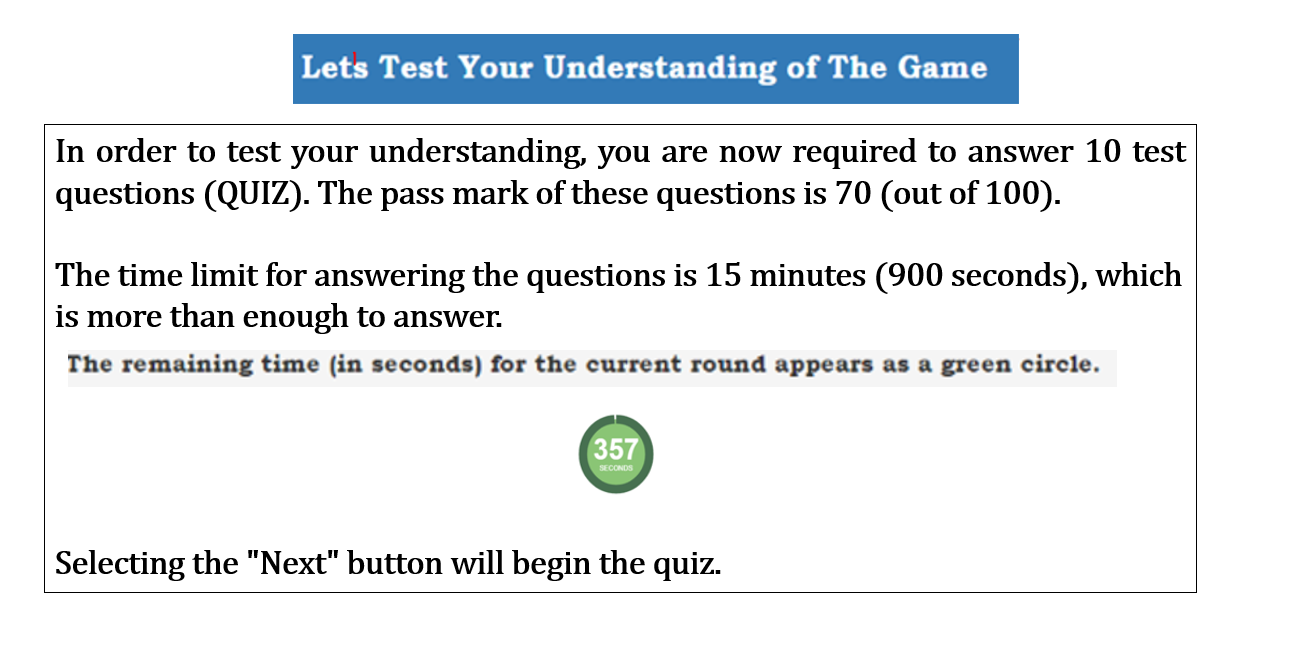 Let's Test Your Understanding of The Game
In order to test your understanding, you are now required to answer 10 test
questions (QUIZ). The pass mark of these questions is 70 (out of 100).
The time limit for answering the questions is 15 minutes (900 seconds), which
is more than enough to answer.
The remaining time (in seconds) for the current round appears as a green circle.
357
SECONDS
Selecting the "Next" button will begin the quiz.